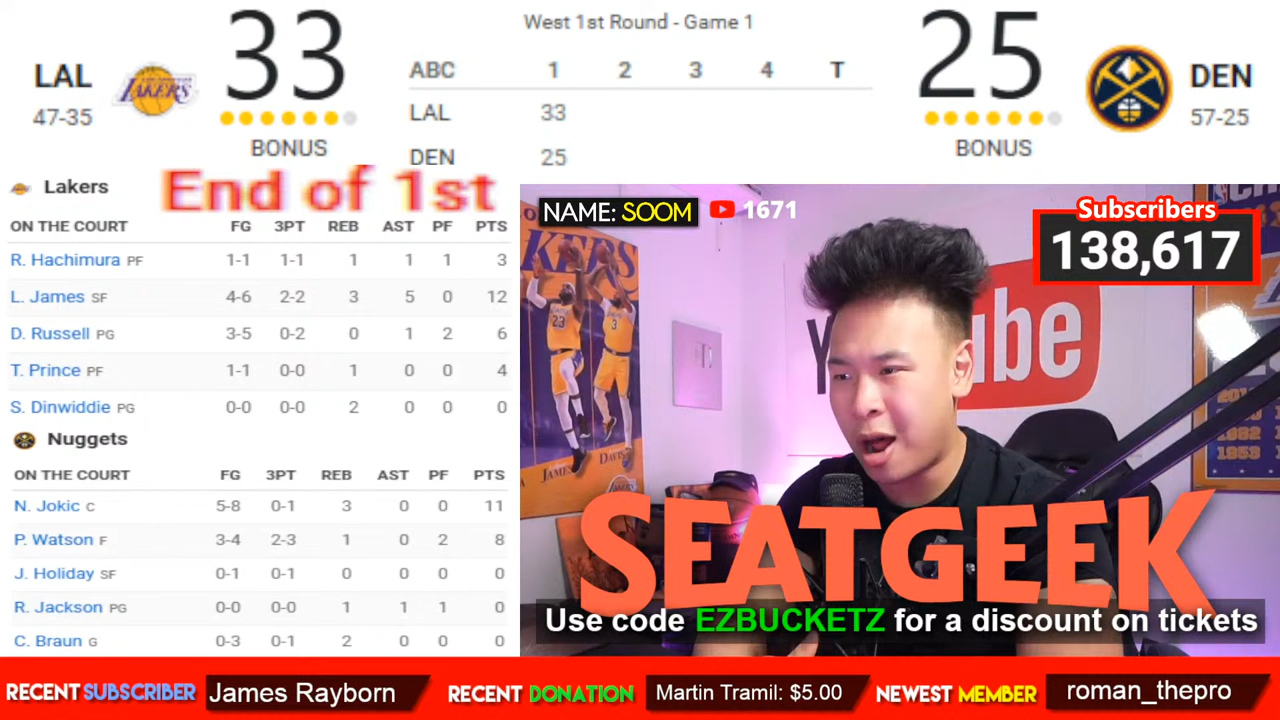 West 1st Round - Game 1
LAL
47-35
LAKERS
33
BONUS
ABC 1 2 3 4 T
LAL 33
DEN 25
25
BONUS
DEN
57-25
Lakers
End of 1st
ON THE COURT FG 3PT REB AST PF PTS
R. Hachimura PF 1-1 1-1 1 1 1 3
L. James SF 4-6 2-2 3 5 0 12
D. Russell PG 3-5 0-2 0 1 2 6
T. Prince PF 1-1 0-0 1 0 0 4
S. Dinwiddie PG 0-0 0-0 2 0 0 0
Nuggets
ON THE COURT FG 3PT REB AST PF PTS
N. Jokic C 5-8 0-1 3 0 0 11
P. Watson F 3-4 2-3 1 0 2 8
J. Holiday SF 0-1 0-1 0 0 0 0
R. Jackson PG 0-0 0-0 1 1 1 0
C. Braun G 0-3 0-1 2 0 0 0
NAME: SOOM
1671
Subscribers
138,617
LAKERS
23
3
JAMES
DAVIS
SEATGEEK
Use code EZBUCKETZ for a discount on tickets
RECENT SUBSCRIBER James Rayborn
RECENT DONATION Martin Tramil: $5.00
NEWEST MEMBER roman_thepro